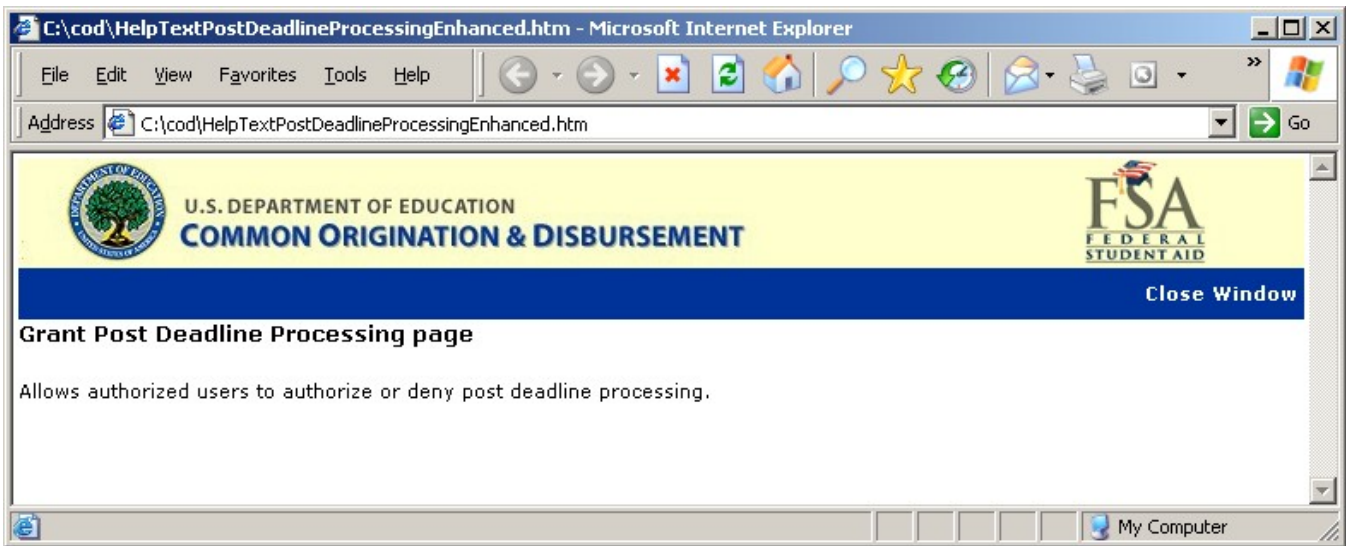 C:\cod\HelpTextPostDeadlineProcessingEnhanced.htm - Microsoft Internet Explorer
File Edit View Favorites Tools Help »
Address C:\cod\HelpTextPostDeadlineProcessingEnhanced.htm Go
U.S. DEPARTMENT OF EDUCATION
COMMON ORIGINATION & DISBURSEMENT
FSA
FEDERAL
STUDENT AID
Close Window
Grant Post Deadline Processing page
Allows authorized users to authorize or deny post deadline processing.
My Computer